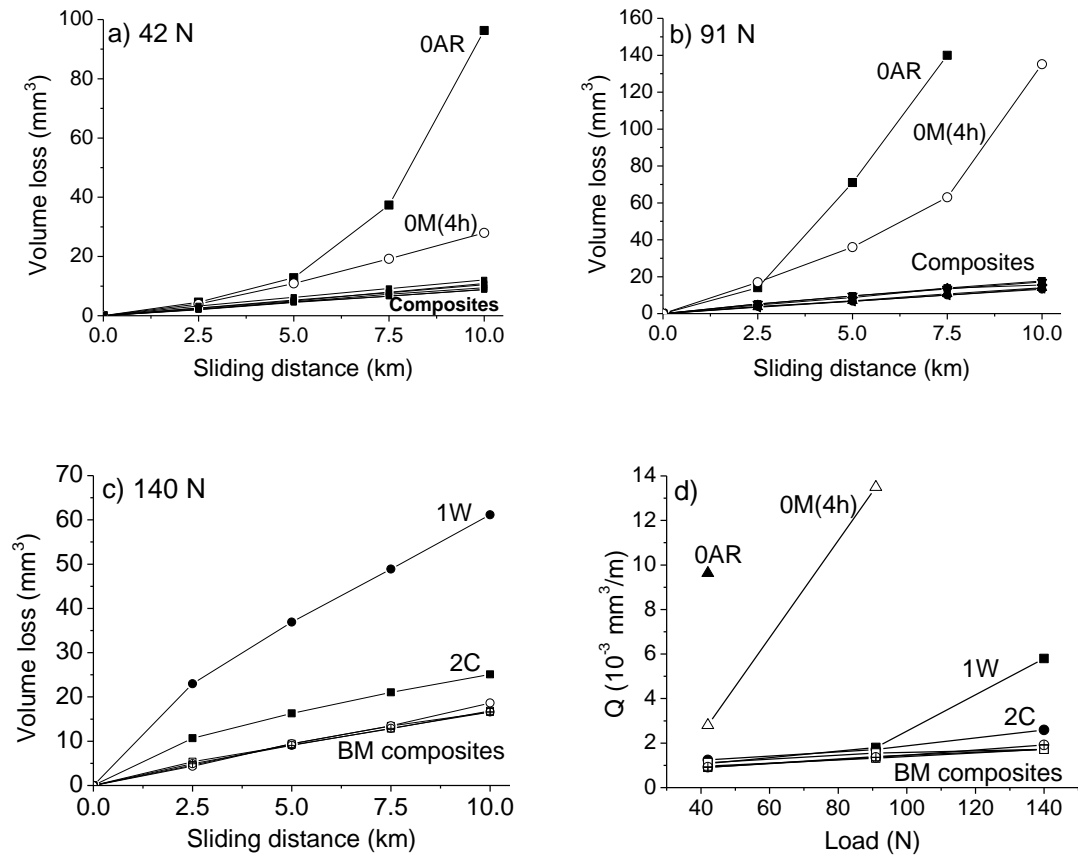 a) 42 N
0AR
0M(4h)
Composites
100
80
60
40
20
0
0.0 2.5 5.0 7.5 10.0
Volume loss (mm³)
Sliding distance (km)
b) 91 N
0AR
0M(4h)
Composites
160
140
120
100
80
60
40
20
0
0.0 2.5 5.0 7.5 10.0
Volume loss (mm³)
Sliding distance (km)
c) 140 N
1W
2C
BM composites
70
60
50
40
30
20
10
0
0.0 2.5 5.0 7.5 10.0
Volume loss (mm³)
Sliding distance (km)
d)
0M(4h)
0AR
1W
2C
BM composites
14
12
10
8
6
4
2
0
40 60 80 100 120 140
Q (10⁻³ mm³/m)
Load (N)